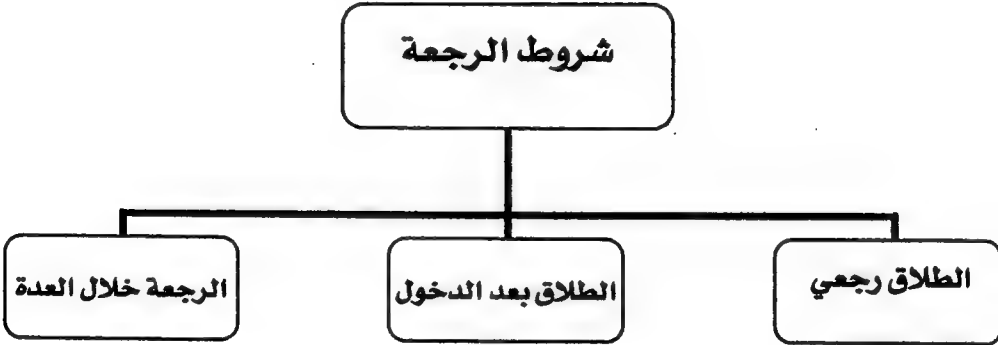 شروط الرجعة
الطلاق رجعي
الطلاق بعد الدخول
الرجعة خلال العدة